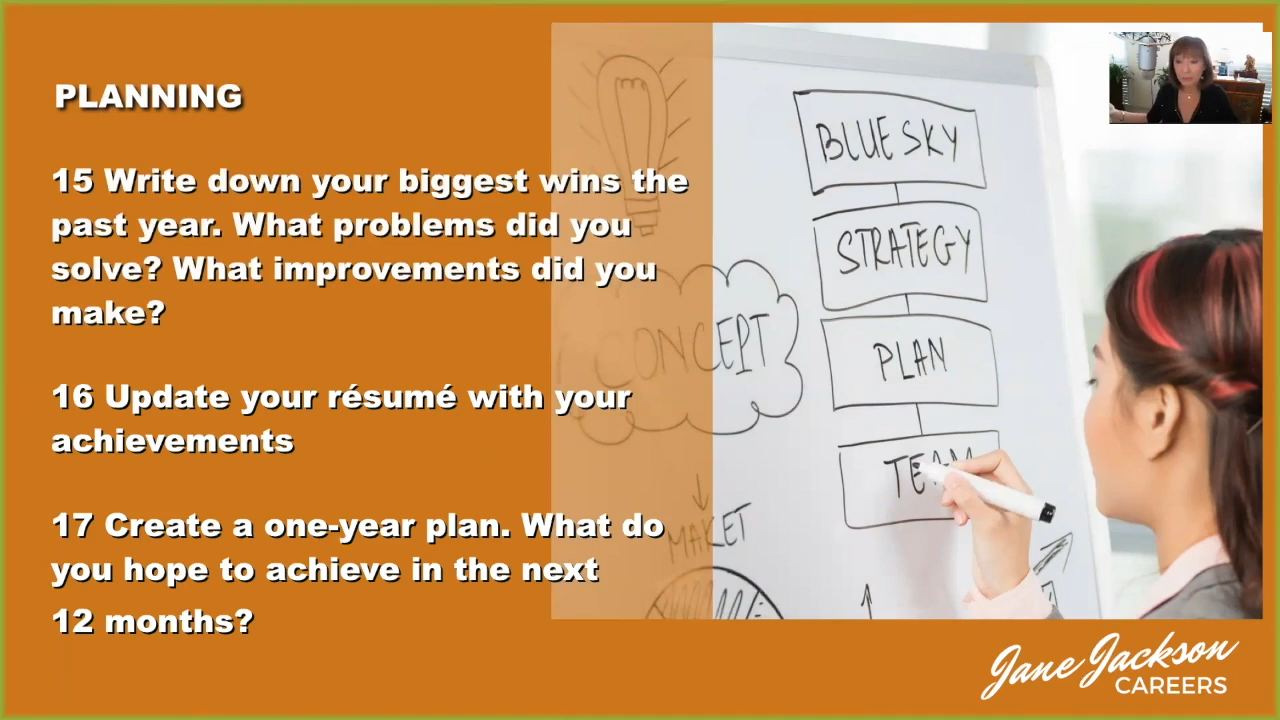 PLANNING
15 Write down your biggest wins the
past year. What problems did you
solve? What improvements did you
make?
16 Update your résumé with your
achievements
17 Create a one-year plan. What do
you hope to achieve in the next
12 months?
BLUE SKY
STRATEGY
PLAN
TEAM
CONCEPT
MAKET
Jane Jackson
CAREERS